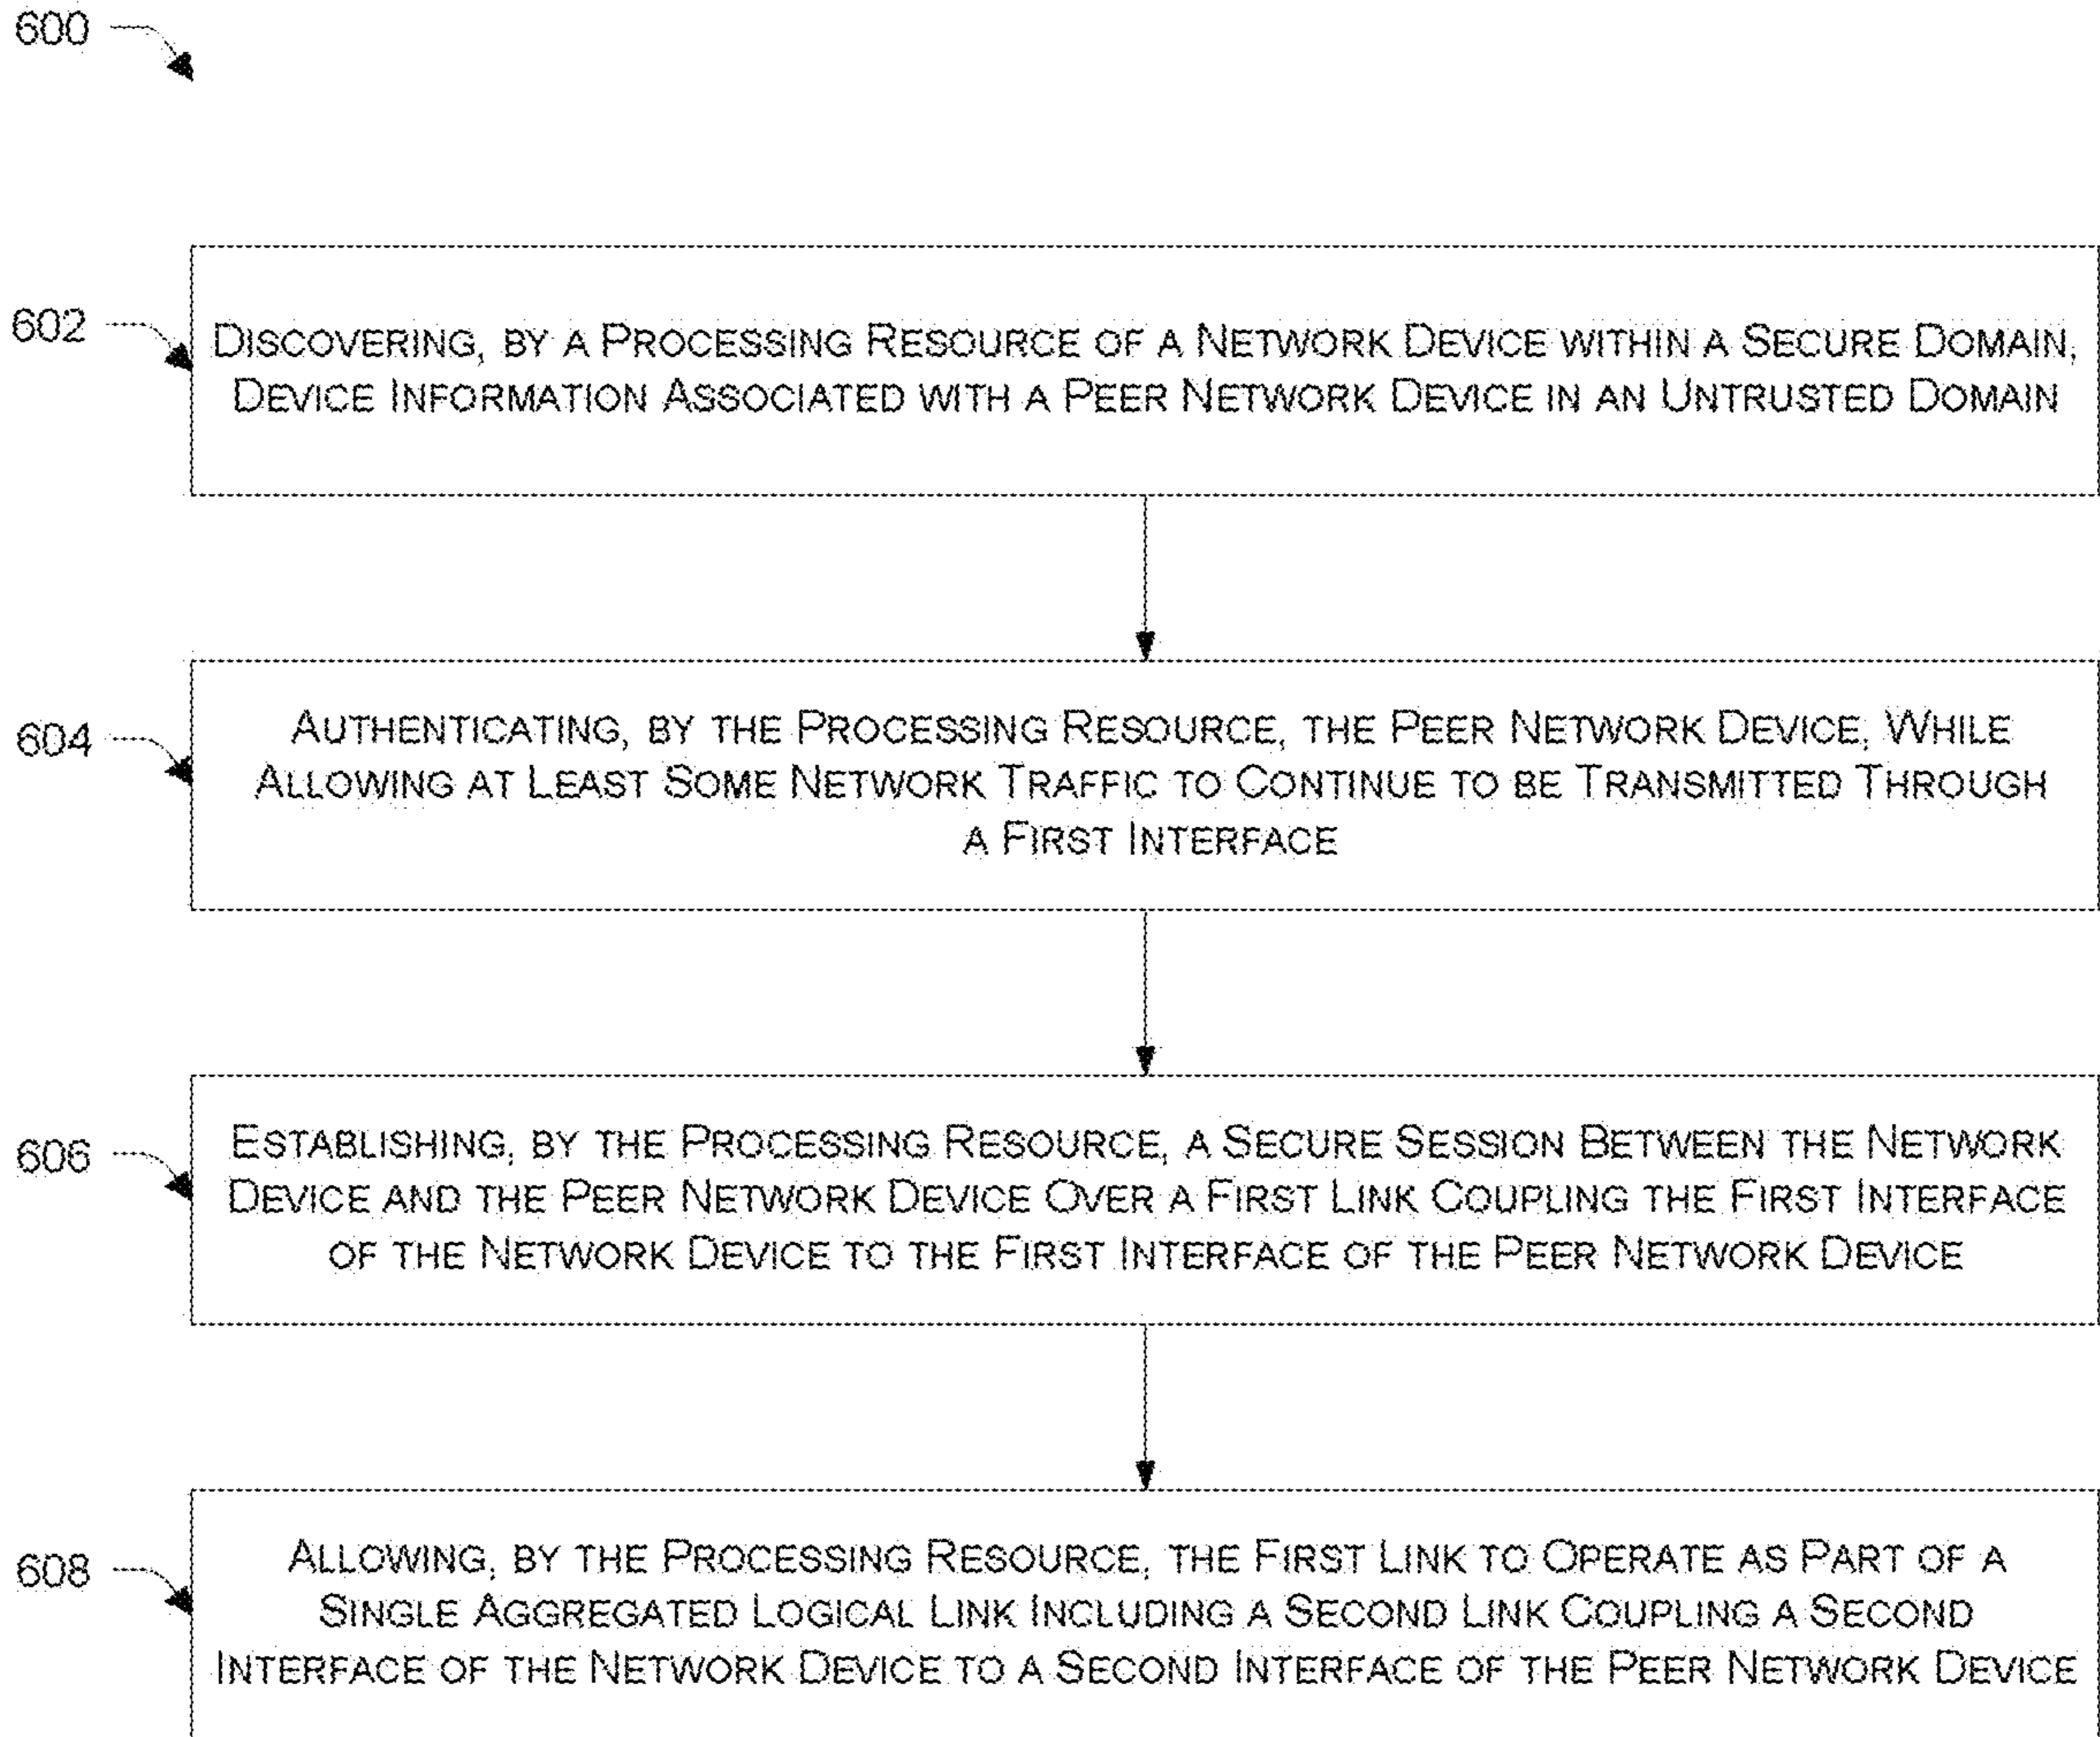 600
602
DISCOVERING, BY A PROCESSING RESOURCE OF A NETWORK DEVICE WITHIN A SECURE DOMAIN,
DEVICE INFORMATION ASSOCIATED WITH A PEER NETWORK DEVICE IN AN UNTRUSTED DOMAIN
604
AUTHENTICATING, BY THE PROCESSING RESOURCE, THE PEER NETWORK DEVICE, WHILE
ALLOWING AT LEAST SOME NETWORK TRAFFIC TO CONTINUE TO BE TRANSMITTED THROUGH
A FIRST INTERFACE
606
ESTABLISHING, BY THE PROCESSING RESOURCE, A SECURE SESSION BETWEEN THE NETWORK
DEVICE AND THE PEER NETWORK DEVICE OVER A FIRST LINK COUPLING THE FIRST INTERFACE
OF THE NETWORK DEVICE TO THE FIRST INTERFACE OF THE PEER NETWORK DEVICE
608
ALLOWING, BY THE PROCESSING RESOURCE, THE FIRST LINK TO OPERATE AS PART OF A
SINGLE AGGREGATED LOGICAL LINK INCLUDING A SECOND LINK COUPLING A SECOND
INTERFACE OF THE NETWORK DEVICE TO A SECOND INTERFACE OF THE PEER NETWORK DEVICE